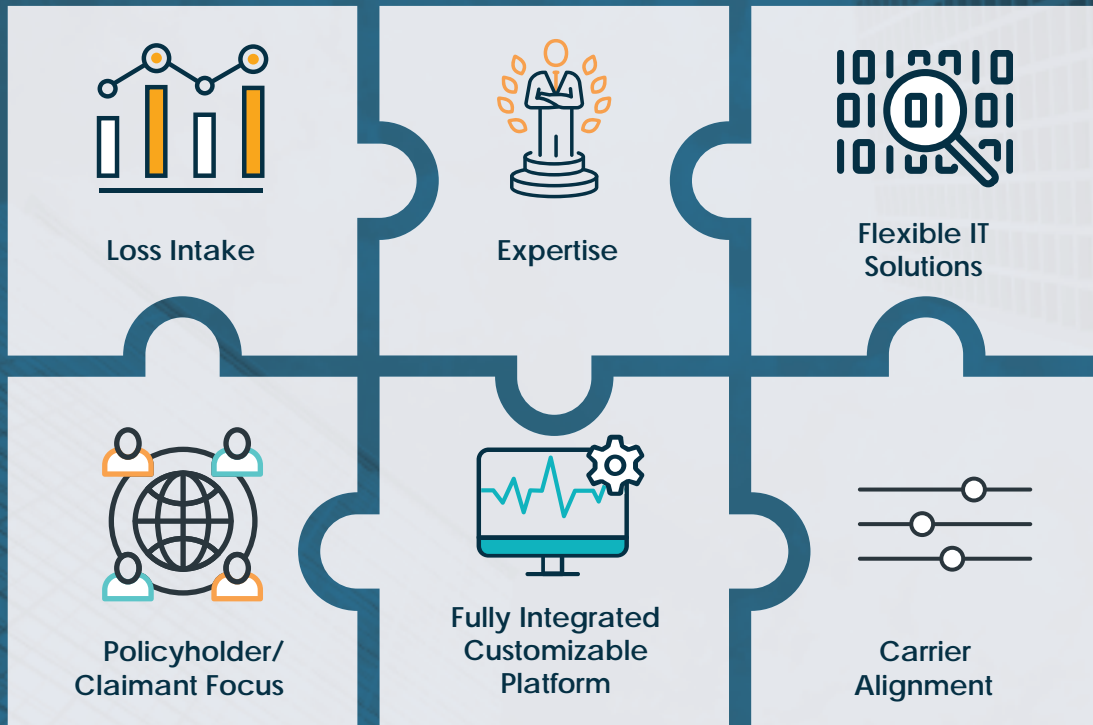 Loss Intake
Expertise
Flexible IT
Solutions
Policyholder/
Claimant Focus
Fully Integrated
Customizable
Platform
Carrier
Alignment